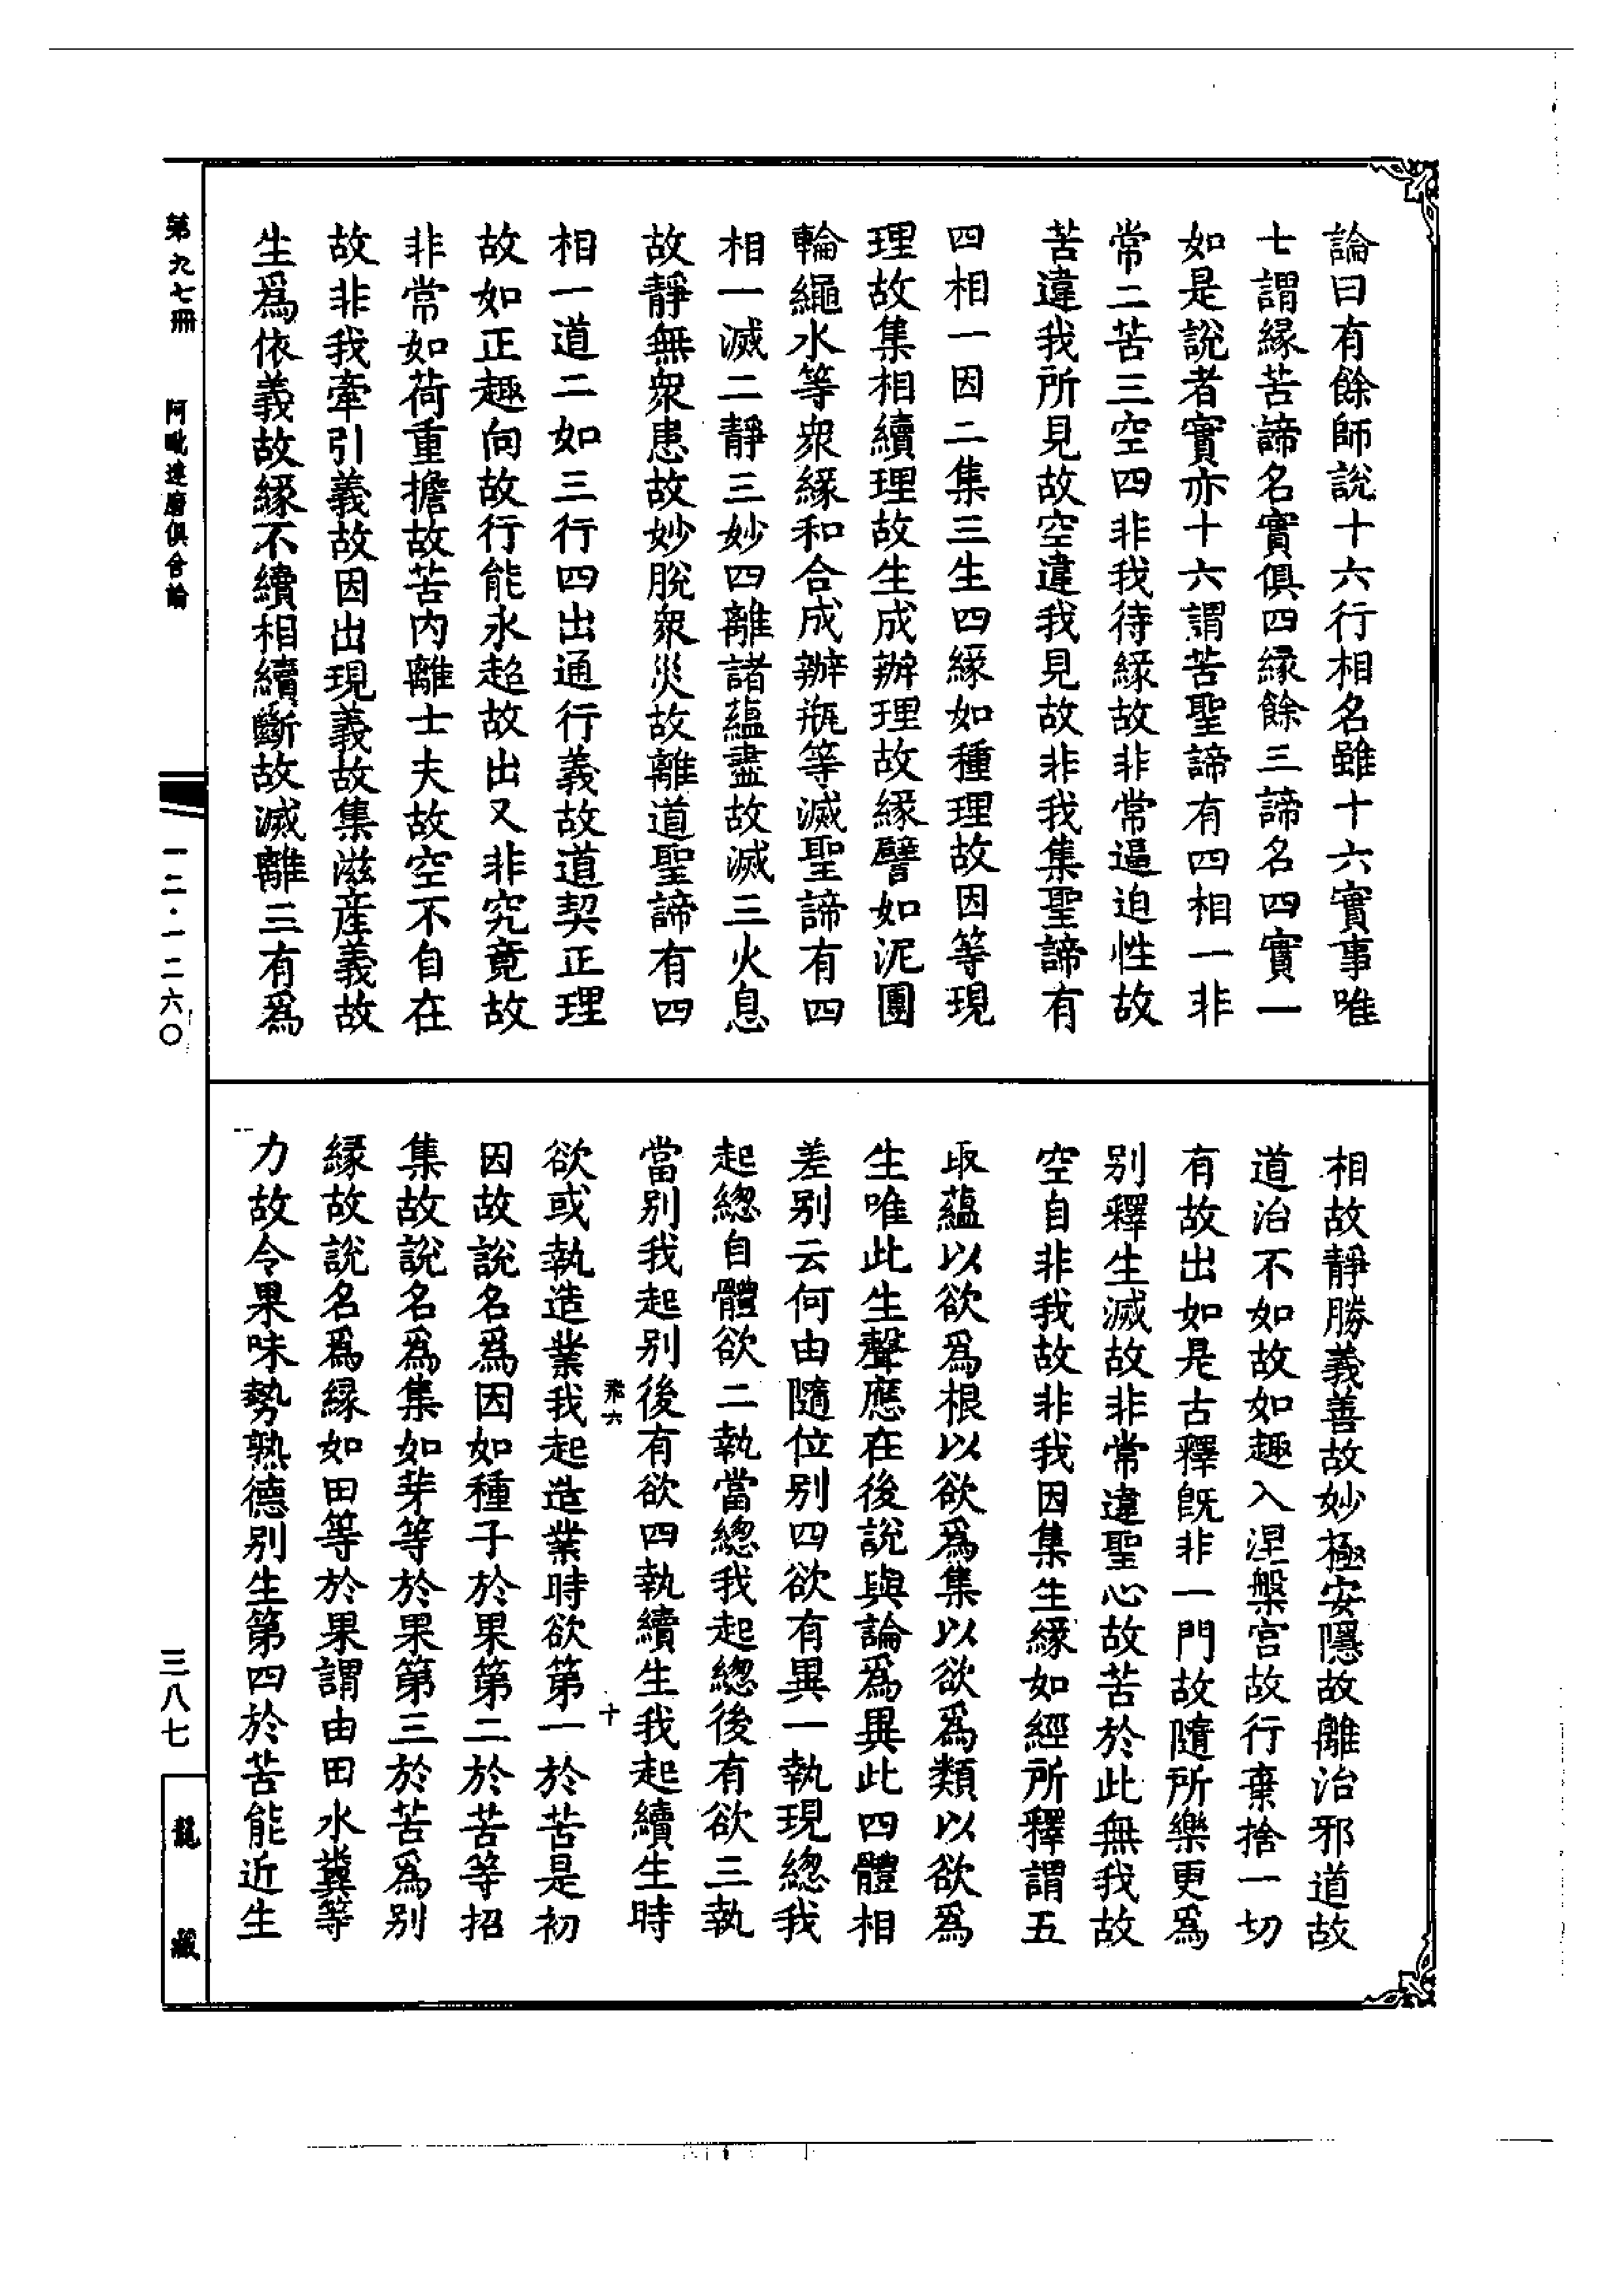 論曰有餘師說十六行相名雖十六實事唯
七謂緣苦諦名實俱四緣餘三諦名四實一
如是說者實亦十六謂苦聖諦有四相一非
常二苦三空四非我待緣故非常逼迫性故
苦違我所見故空違我見故非我集聖諦有
四相一因二集三生四緣如種理故因等現
理故集相續理故生成辦理故緣譬如泥團
輪繩水等衆緣和合成辦瓶等滅聖諦有四
相一滅二靜三妙四離諸蘊盡故滅三火息
故靜無衆患故妙脫衆災故離道聖諦有四
相一道二如三行四出通行義故道契正理
故如正趣向故行能永超故出又非究竟故
非常如荷重擔故苦內離士夫故空不自在
故非我牽引義故因出現義故集滋産義故
生爲依義故緣不續相續斷故滅離三有爲
相故靜勝義善故妙極安隱故離治邪道故
道治不如故如趣入涅槃宮故行棄捨一切
有故出如是古釋旣非一門故隨所樂更爲
别釋生滅故非常違聖心故苦於此無我故
空自非我故非我因集生緣如經所釋謂五
取蘊以欲爲根以欲爲集以欲爲類以欲爲
生唯此生聲應在後說與論爲異此四體相
差别云何由隨位别四欲有異一執現總我
起總自體欲二執當總我起總後有欲三執
當别我起别後有欲四執續生我起續生時
飛六
十
欲或執造業我起造業時欲第一於苦是初
因故說名爲因如種子於果第二於苦等招
集故說名爲集如芽等於果第三於苦爲别
緣故說名爲緣如田等於果謂由田水糞等
力故令果味勢熟德别生第四於苦能近生
第九七冊
阿毗達磨俱舍論
一二·一二六〇
三八七
龍藏